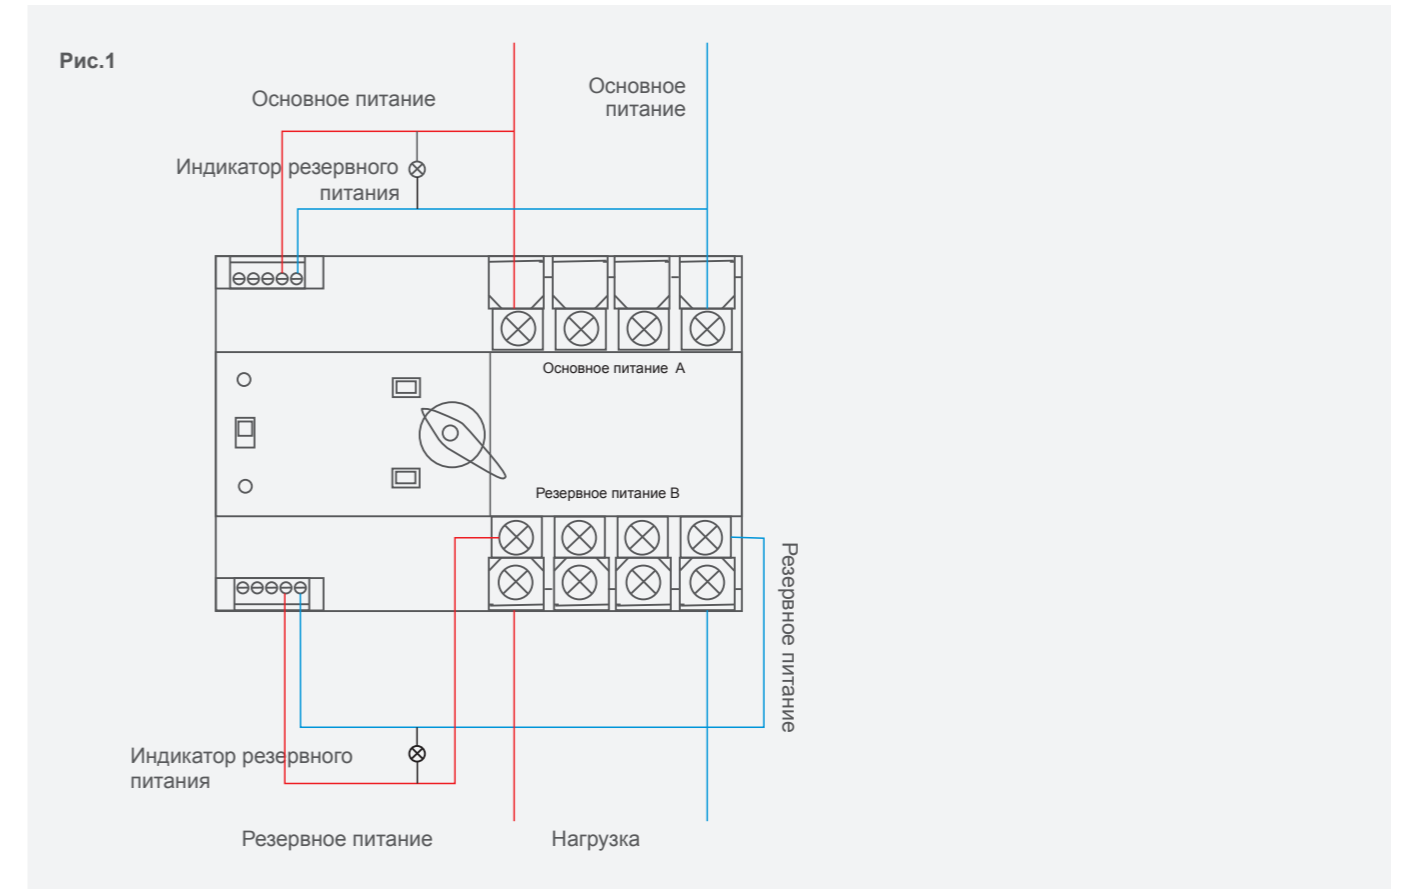 Рис.1
Основное питание
Основное
питание
Индикатор резервного
питания
Основное питание А
Резервное питание В
Резервное питание
Индикатор резервного
питания
Резервное питание
Нагрузка